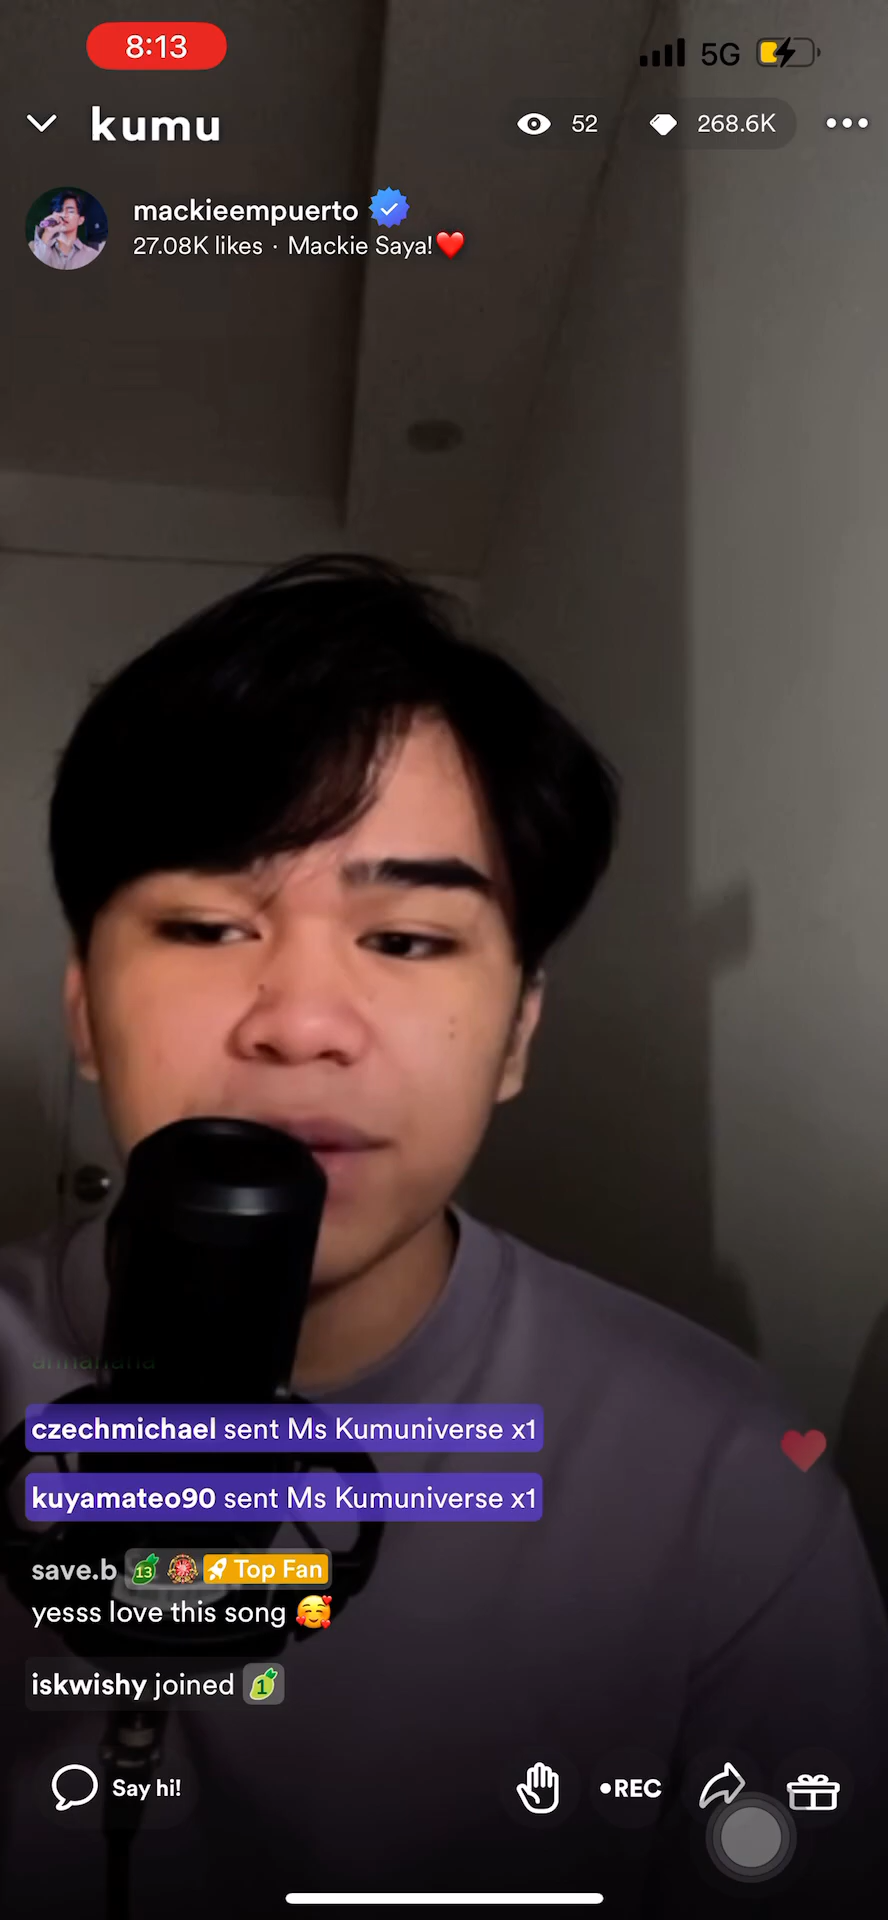 8:13
5G
kumu
52
268.6K
mackieempuerto
27.08K likes · Mackie Saya!❤️
czechmichael sent Ms Kumuniverse x1
kuyamateo90 sent Ms Kumuniverse x1
save.b 13 Top Fan
yesss love this song 🥰
iskwishy joined 1
Say hi!
•REC